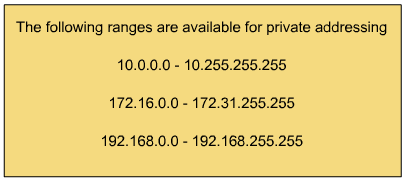 The following ranges are available for private addressing
10.0.0.0 - 10.255.255.255
172.16.0.0 - 172.31.255.255
192.168.0.0 - 192.168.255.255